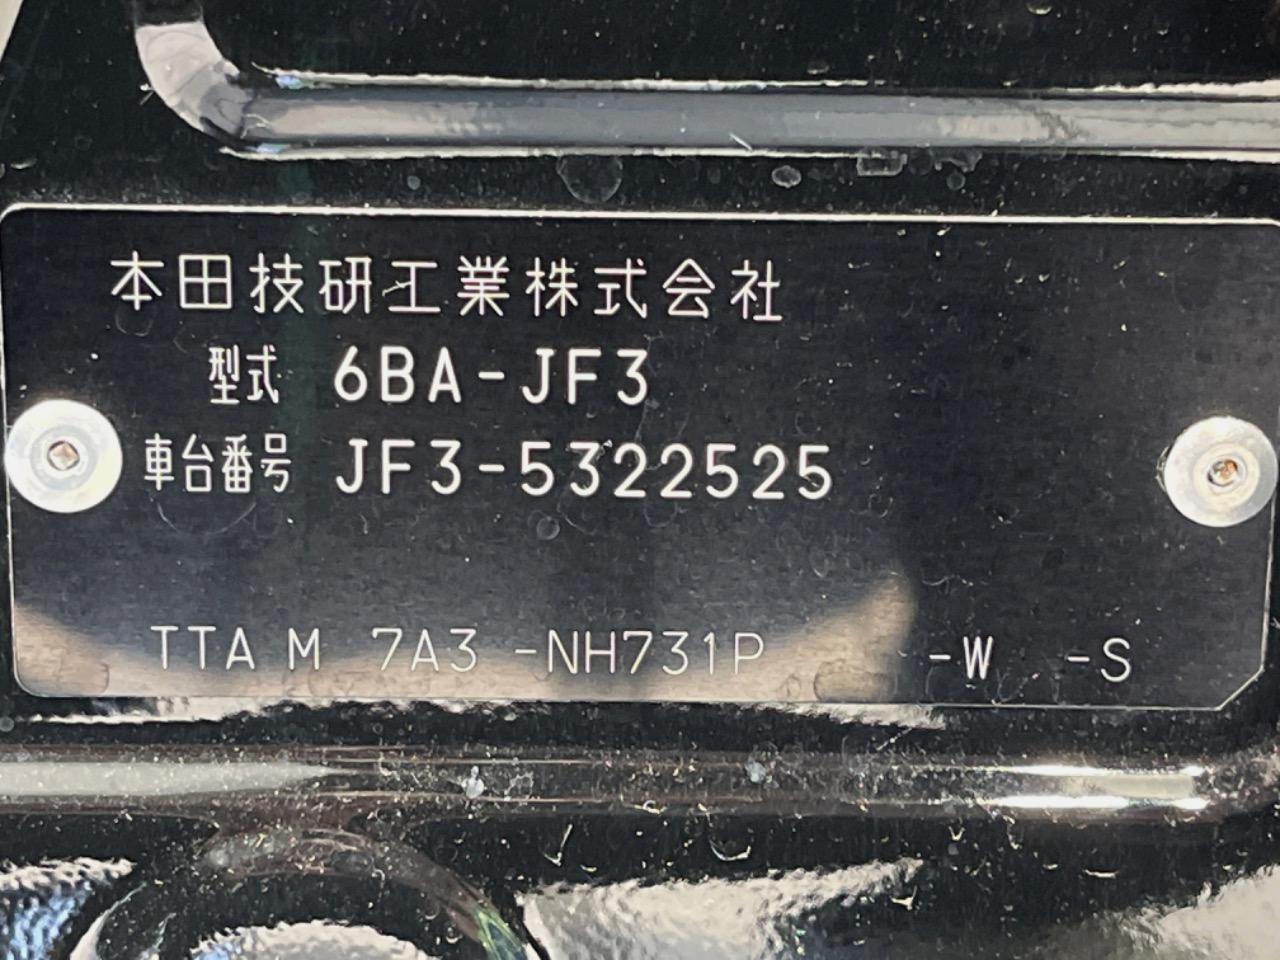 本田技研工業株式会社
型式 6BA-JF3
車台番号 JF3-5322525
TTA M 7A3 -NH731P -W -S